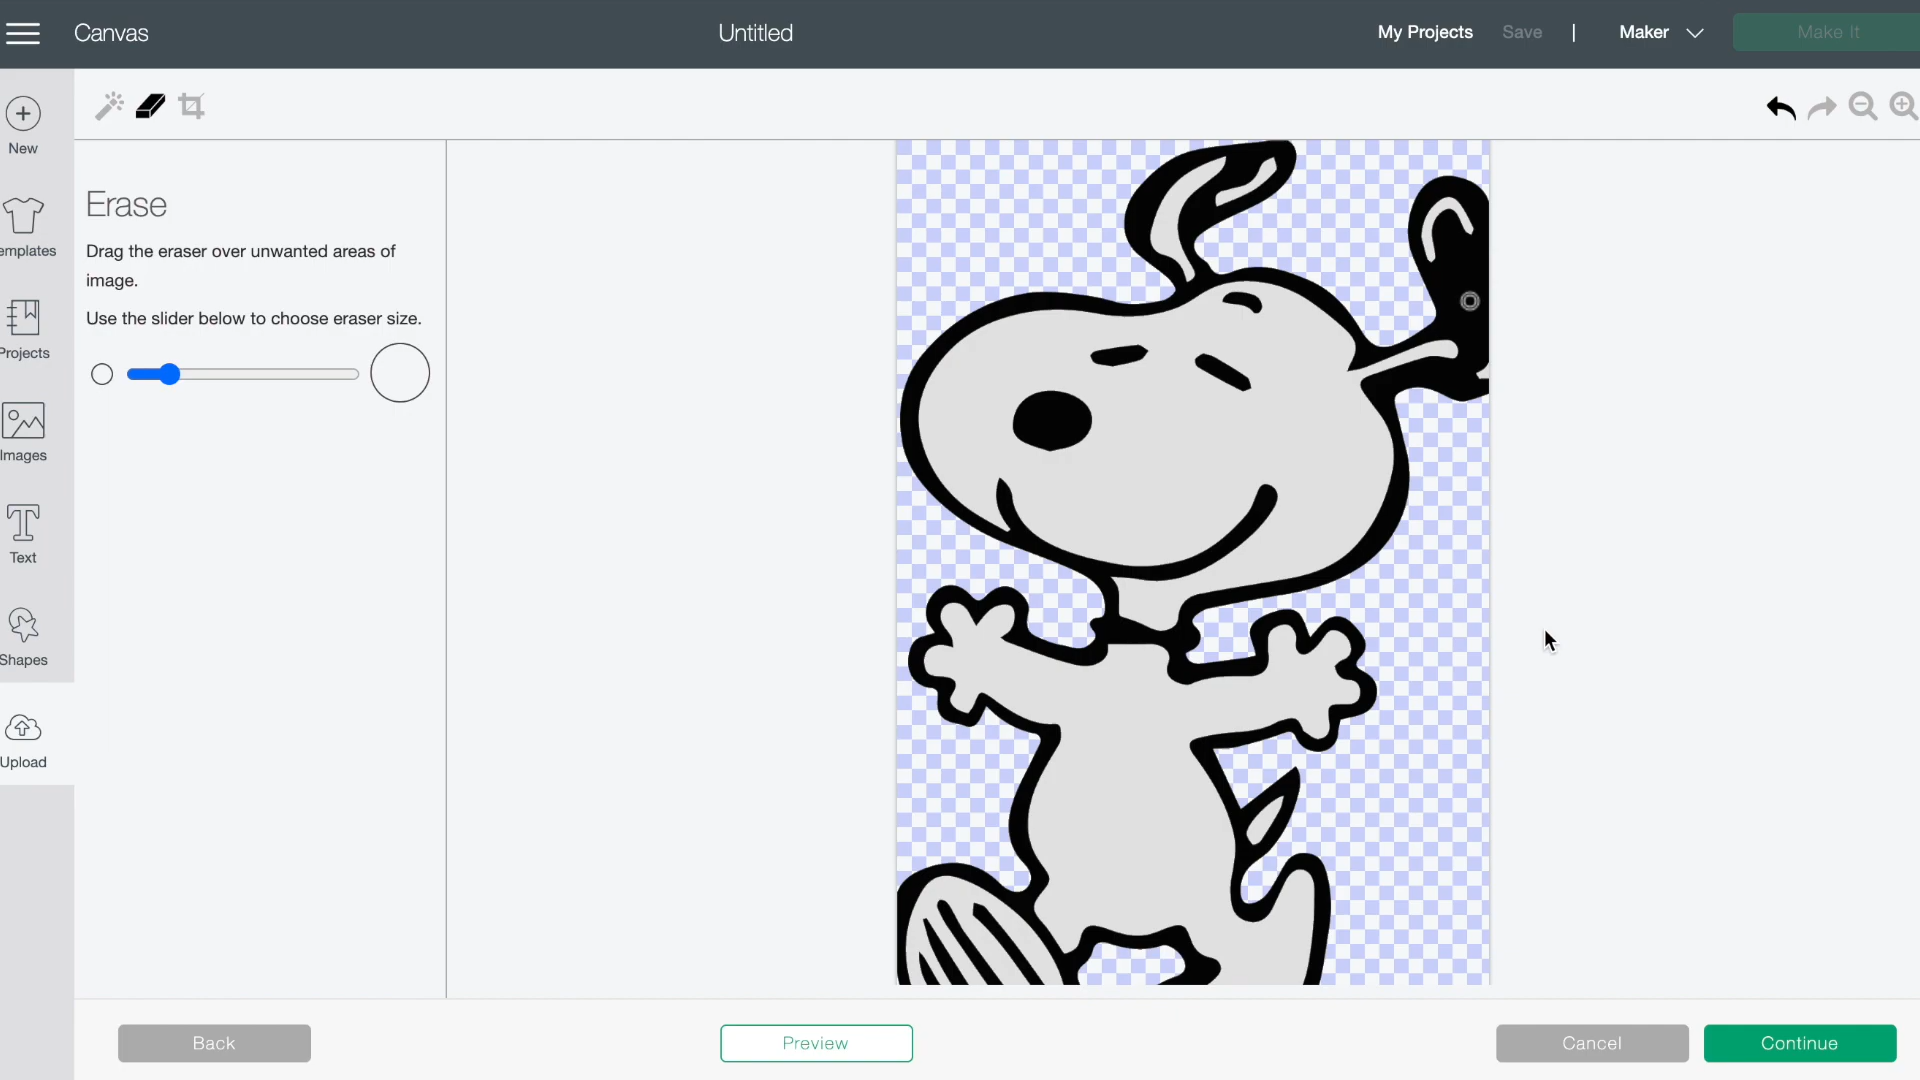 Canvas
Untitled
My Projects
Save
|
Maker
Make It
New
emplates
Projects
Images
Text
Shapes
Upload
Erase
Drag the eraser over unwanted areas of
image.
Use the slider below to choose eraser size.
Back
Preview
Cancel
Continue